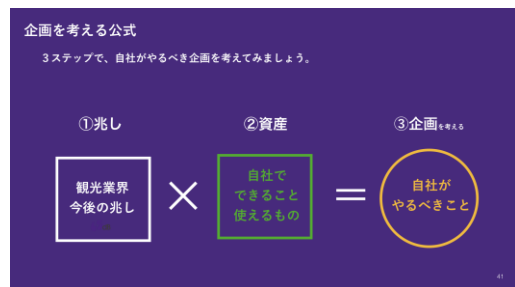 企画を考える公式
3ステップで、自社がやるべき企画を考えてみましょう。
①兆し
②資産
③企画を考える
観光業界
今後の兆し
×
自社で
できること
使えるもの
=
自社が
やるべきこと
41